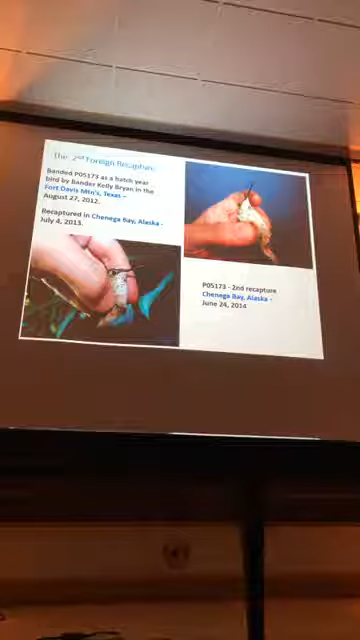 The 2nd Foreign Recapture:
Banded P05173 as a hatch year
bird by bander Kelly Bryan in the
Fort Davis Mtn's, Texas –
August 27, 2012.
Recaptured in Chenega Bay, Alaska -
July 4, 2013.
P05173 - 2nd recapture
Chenega Bay, Alaska -
June 24, 2014